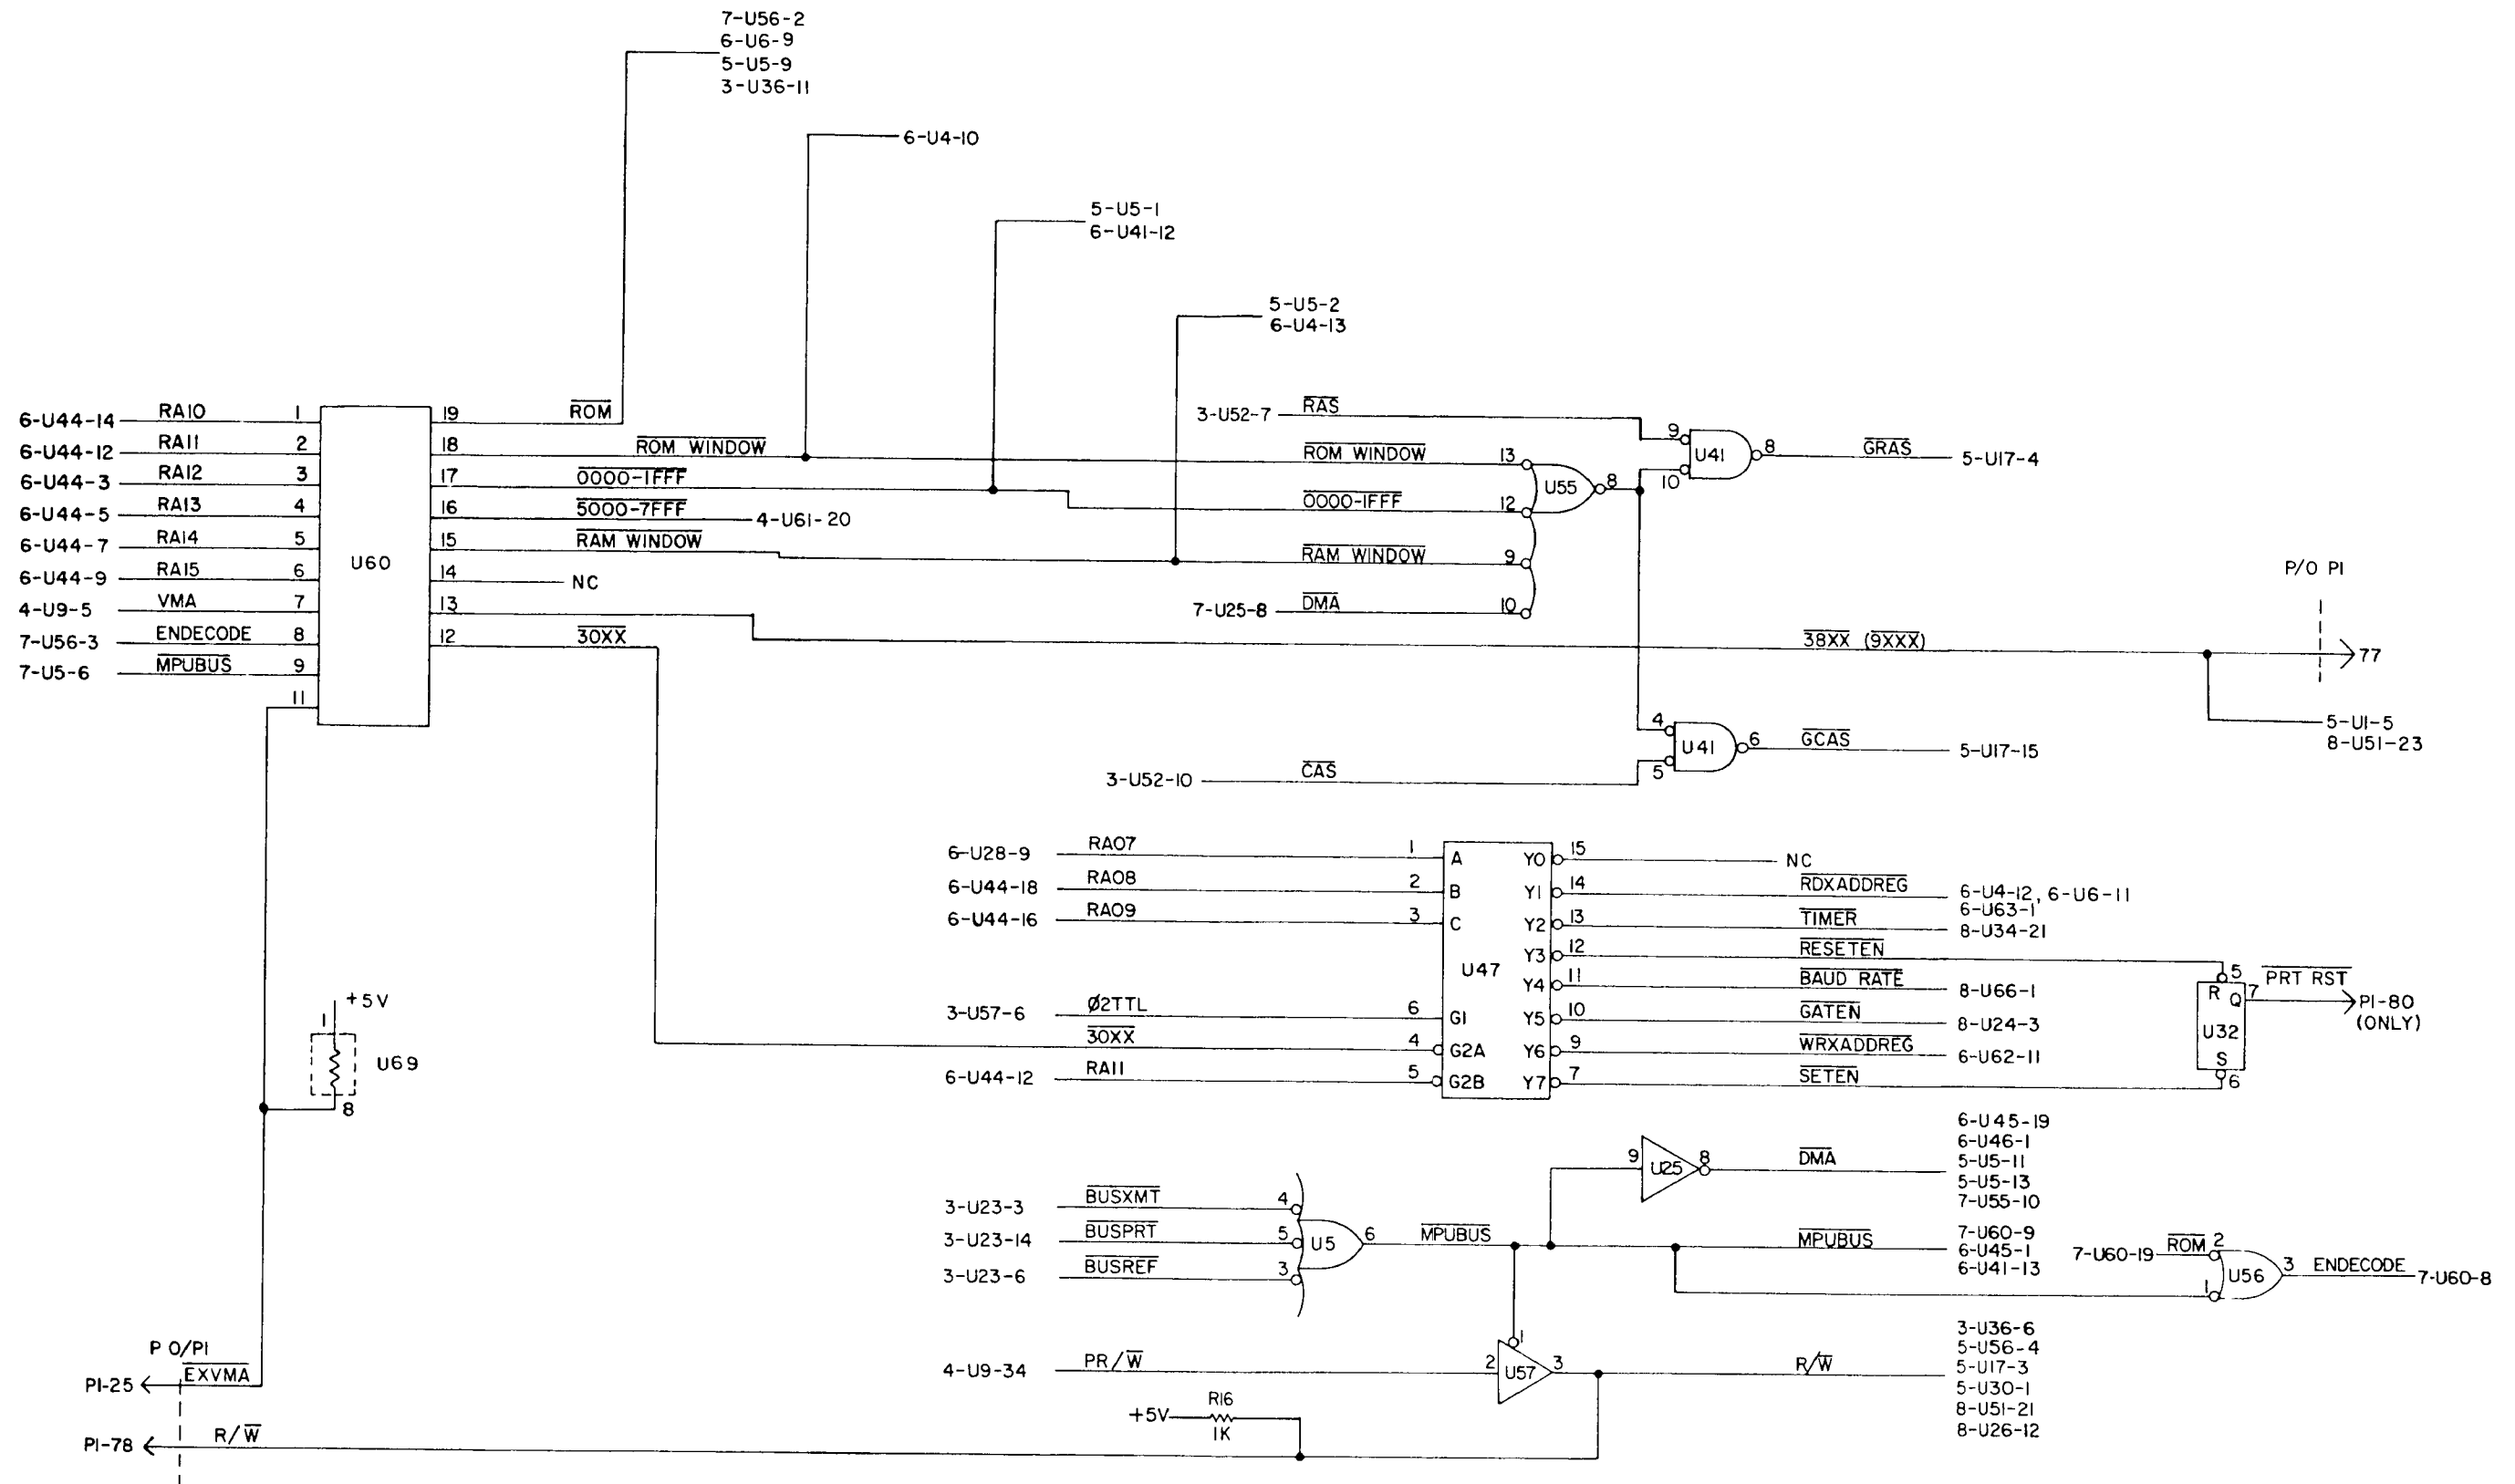 7-U56-2
6-U6-9
5-U5-9
3-U36-11
6-U4-10
5-U5-1
6-U41-12
5-U5-2
6-U4-13
6-U44-14 RA10 1
6-U44-12 RA11 2
6-U44-3 RA12 3
6-U44-5 RA13 4
6-U44-7 RA14 5
6-U44-9 RA15 6
4-U9-5 VMA 7
7-U56-3 ENDECODE 8
7-U5-6 MPUBUS 9
11
U60
19 ROM
18 ROM WINDOW
17 0000-1FFF
16 5000-7FFF 4-U61-20
15 RAM WINDOW
14 NC
13
12 30XX
3-U52-7 RAS 9
ROM WINDOW 13
0000-1FFF 12
RAM WINDOW 9
7-U25-8 DMA 10
U55 8
10 U41 8 GRAS 5-U17-4
38XX (9XXX)
P/O P1
77
5-U1-5
8-U51-23
4 U41 6 GCAS 5-U17-15
3-U52-10 CAS 5
6-U28-9 RA07 1 A
6-U44-18 RA08 2 B
6-U44-16 RA09 3 C
U47
3-U57-6 Ø2TTL 6 G1
30XX 4 G2A
6-U44-12 RA11 5 G2B
Y0 15 NC
Y1 14 RDXADDREG 6-U4-12, 6-U6-11
6-U63-1
Y2 13 TIMER 8-U34-21
Y3 12 RESETEN
Y4 11 BAUD RATE 8-U66-1
Y5 10 GATEN 8-U24-3
Y6 9 WRXADDREG 6-U62-11
Y7 7 SETEN
5
R Q 7 PRT RST P1-80
(ONLY)
U32
S
6
+5V
1
U69
8
3-U23-3 BUSXMT 4
3-U23-14 BUSPRT 5
3-U23-6 BUSREF 3
U5 6 MPUBUS
9 U25 8 DMA
6-U45-19
6-U46-1
5-U5-11
5-U5-13
7-U55-10
MPUBUS
7-U60-9
6-U45-1
6-U41-13
7-U60-19 ROM 2
1
U56 3 ENDECODE 7-U60-8
4-U9-34 PR/W 2
1
U57 3 R/W
3-U36-6
5-U56-4
5-U17-3
5-U30-1
8-U51-21
8-U26-12
+5V R16
1K
P O/P1
P1-25 EXVMA
P1-78 R/W